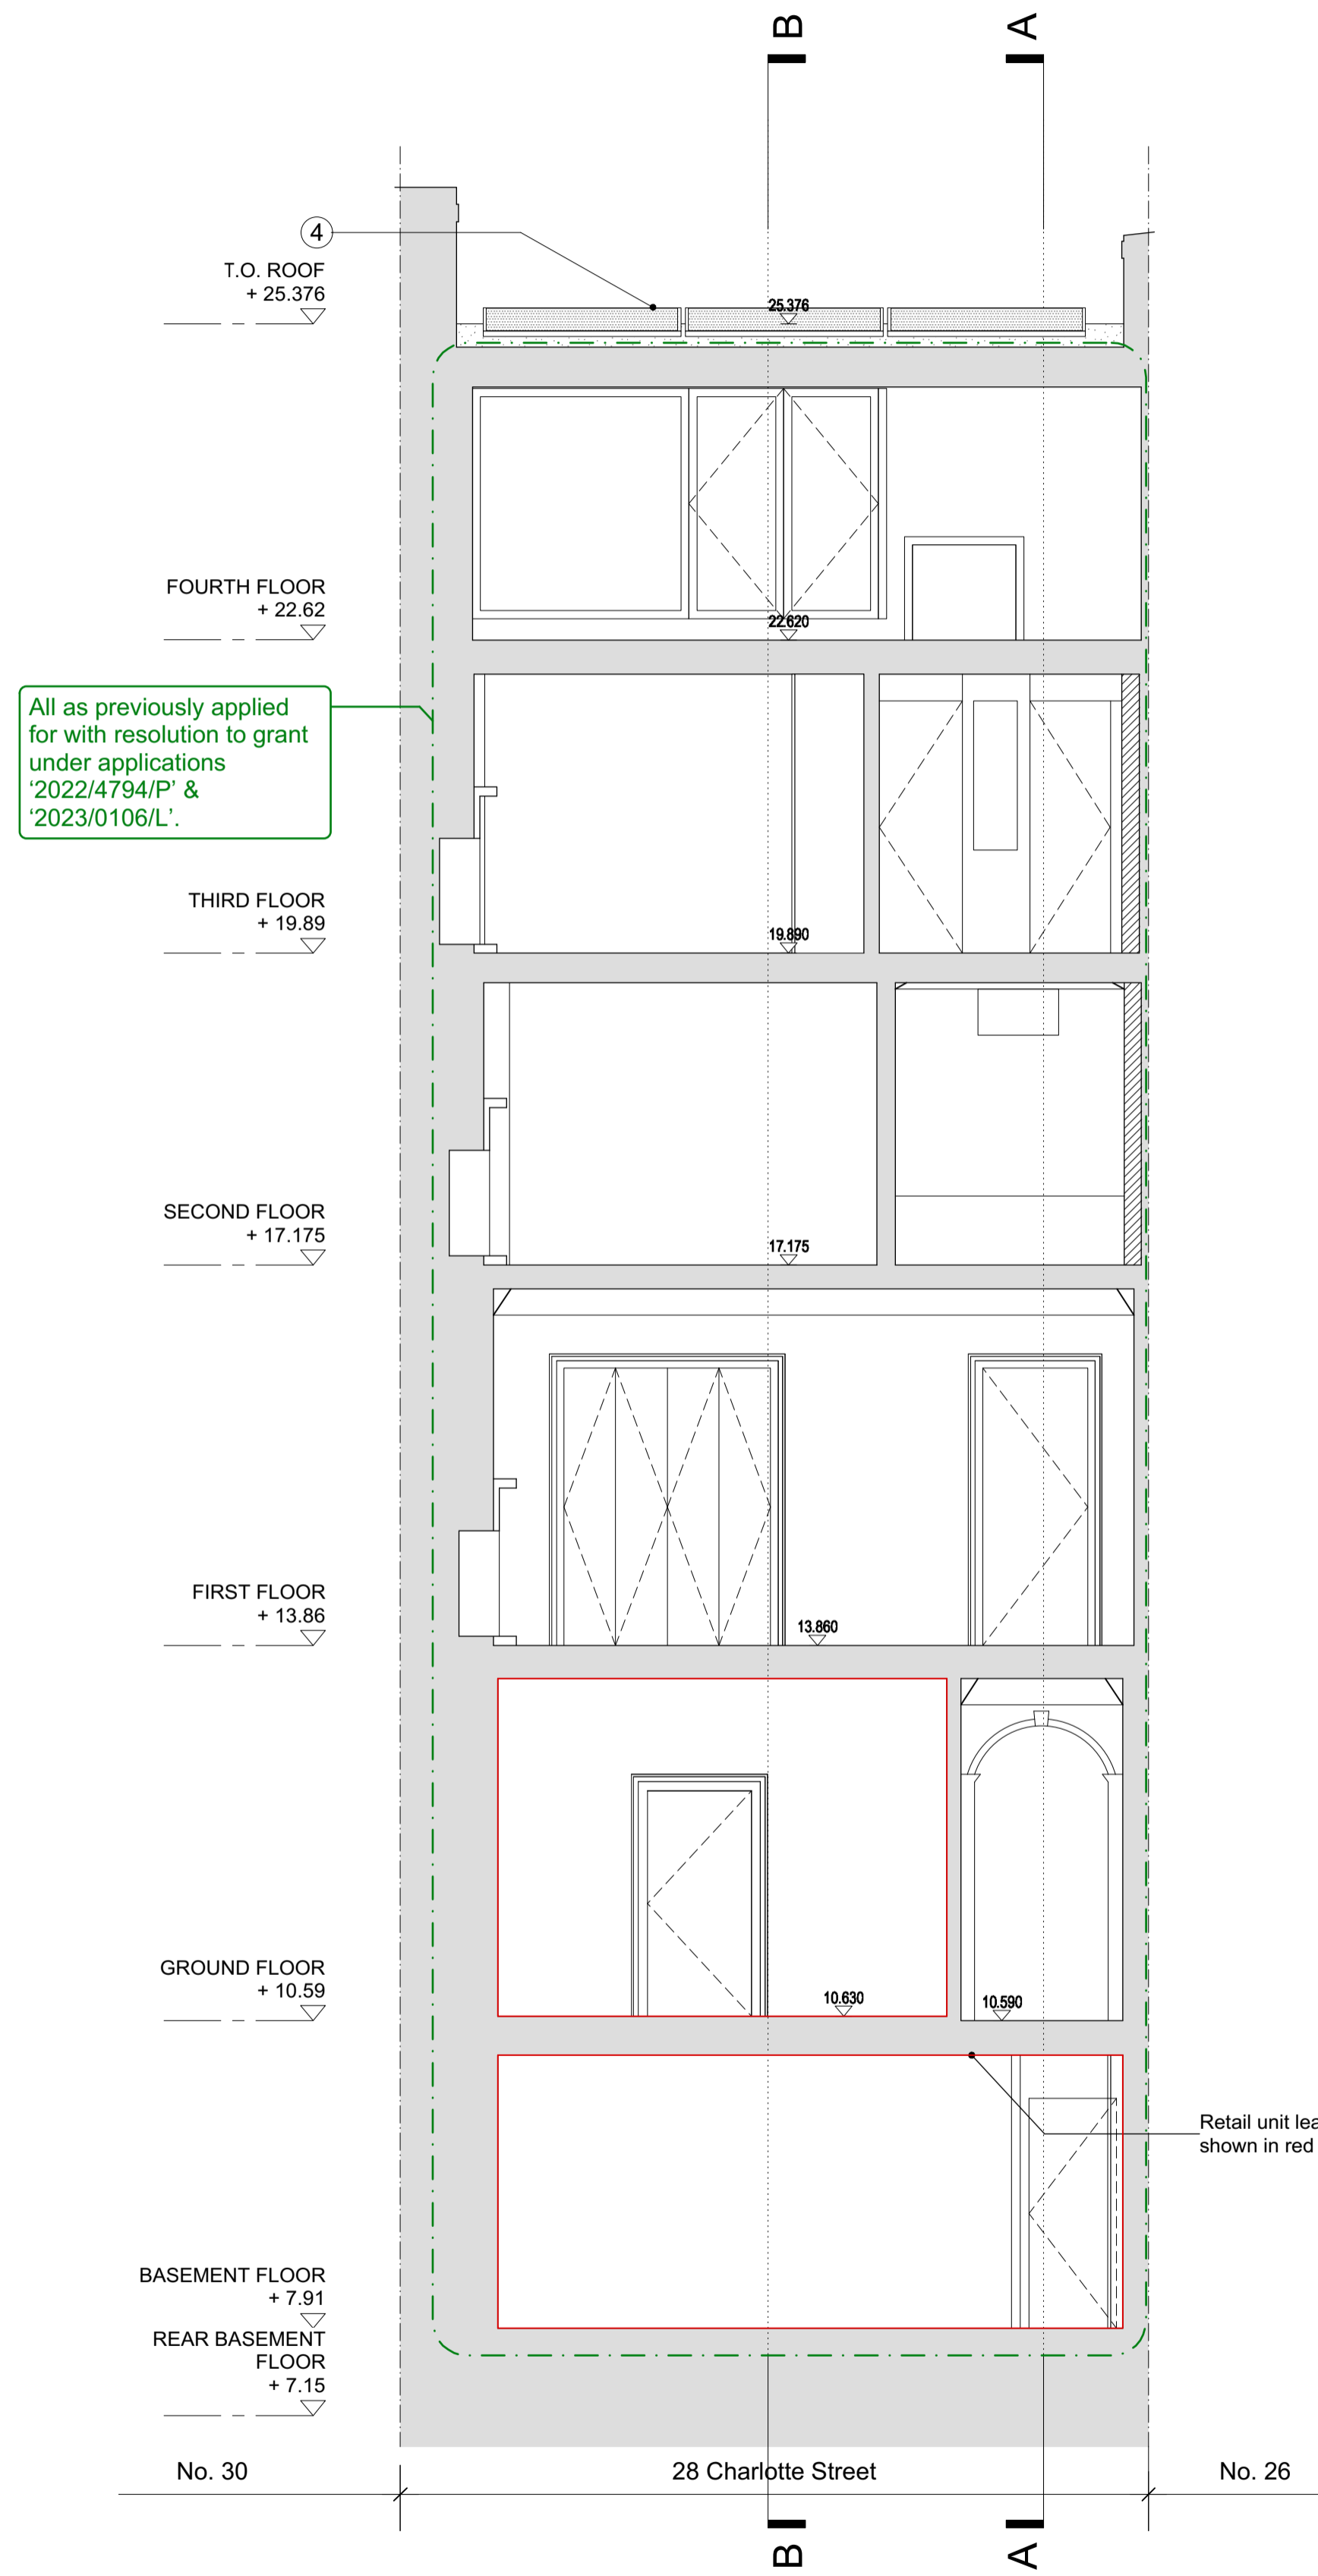 B
A
4
T.O. ROOF
+ 25.376
25.376
FOURTH FLOOR
+ 22.62
22.620
All as previously applied
for with resolution to grant
under applications
‘2022/4794/P’ &
‘2023/0106/L’.
THIRD FLOOR
+ 19.89
19.890
SECOND FLOOR
+ 17.175
17.175
FIRST FLOOR
+ 13.86
13.860
GROUND FLOOR
+ 10.59
10.630
10.590
Retail unit
shown in red
BASEMENT FLOOR
+ 7.91
REAR BASEMENT
FLOOR
+ 7.15
No. 30
28 Charlotte Street
No. 26
B
A